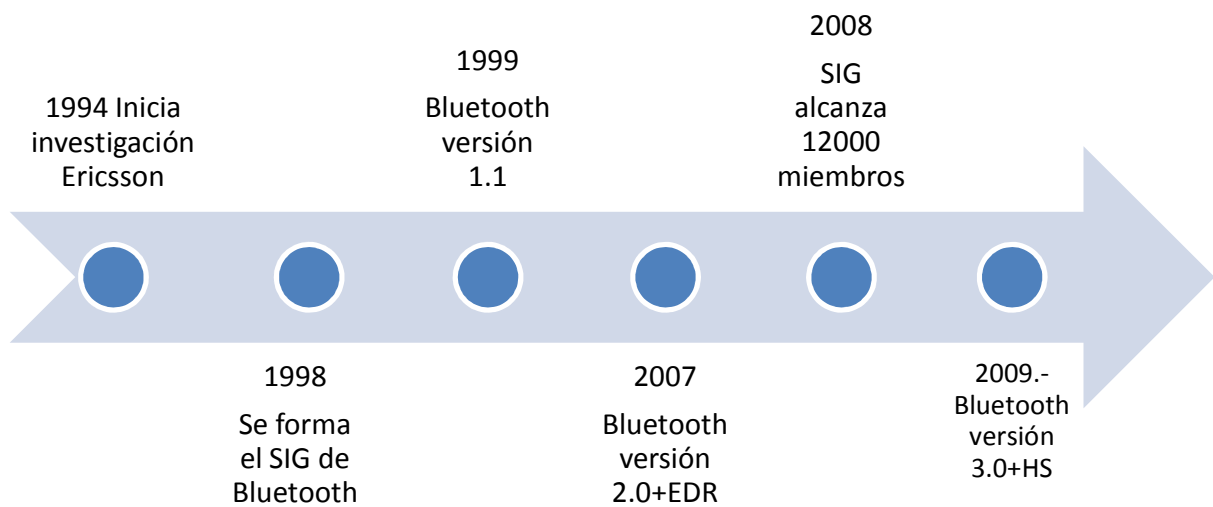 1994 Inicia
investigación
Ericsson
1998
Se forma
el SIG de
Bluetooth
1999
Bluetooth
versión
1.1
2007
Bluetooth
versión
2.0+EDR
2008
SIG
alcanza
12000
miembros
2009.-
Bluetooth
versión
3.0+HS